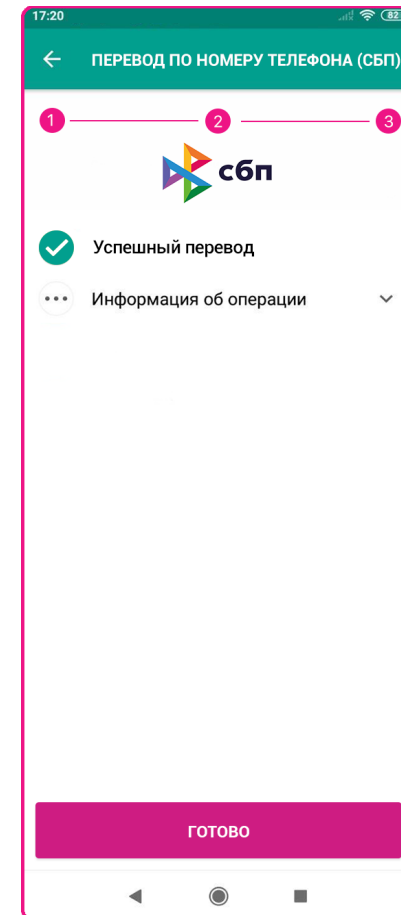 17:20
82
ПЕРЕВОД ПО НОМЕРУ ТЕЛЕФОНА (СБП)
1
2
3
сбп
Успешный перевод
Информация об операции
ГОТОВО